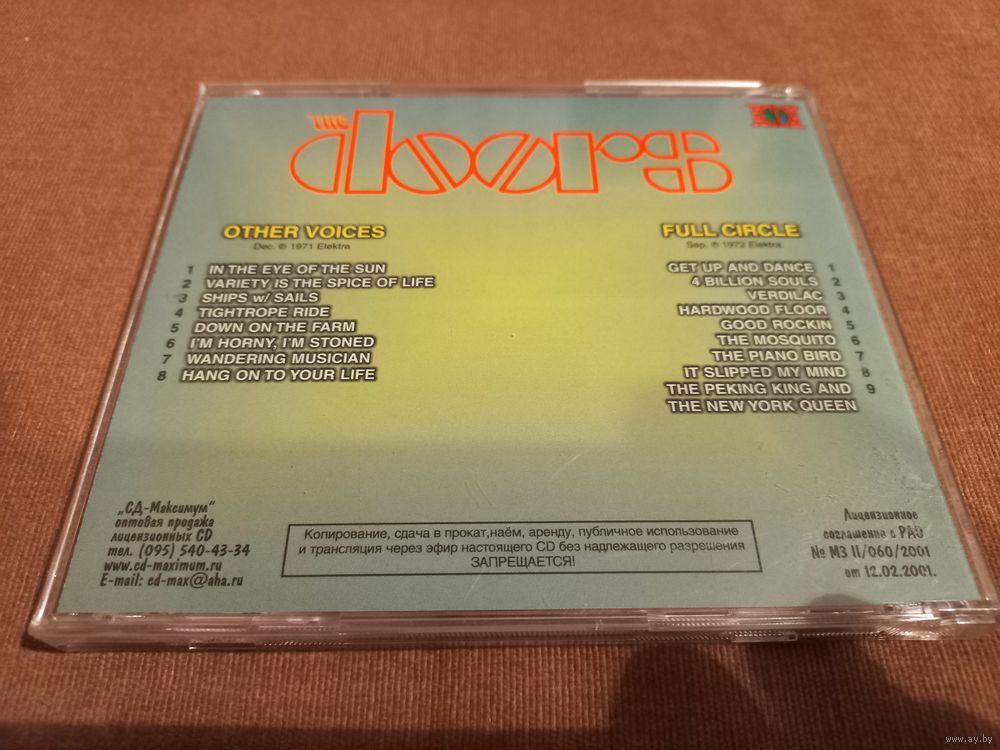 THE
doors
OTHER VOICES
Dec. ℗ 1971 Elektra
1 IN THE EYE OF THE SUN
2 VARIETY IS THE SPICE OF LIFE
3 SHIPS w/ SAILS
4 TIGHTROPE RIDE
5 DOWN ON THE FARM
6 I'M HORNY, I'M STONED
7 WANDERING MUSICIAN
8 HANG ON TO YOUR LIFE
FULL CIRCLE
Sep. ℗ 1972 Elektra
GET UP AND DANCE 1
4 BILLION SOULS 2
VERDILAC 3
HARDWOOD FLOOR 4
GOOD ROCKIN 5
THE MOSQUITO 6
THE PIANO BIRD 7
IT SLIPPED MY MIND 8
THE PEKING KING AND 9
THE NEW YORK QUEEN
„СД-Максимум"
оптовая продажа
лицензионных CD
тел. (095) 540-43-34
www.cd-maximum.ru
E-mail: cd-max@aha.ru
Копирование, сдача в прокат,наём, аренду, публичное использование
и трансляция через эфир настоящего CD без надлежащего разрешения
ЗАПРЕЩАЕТСЯ!
Лицензионное
соглашение с РАО
№ МЗ II/060/2001
от 12.02.2001.
www.ay.by